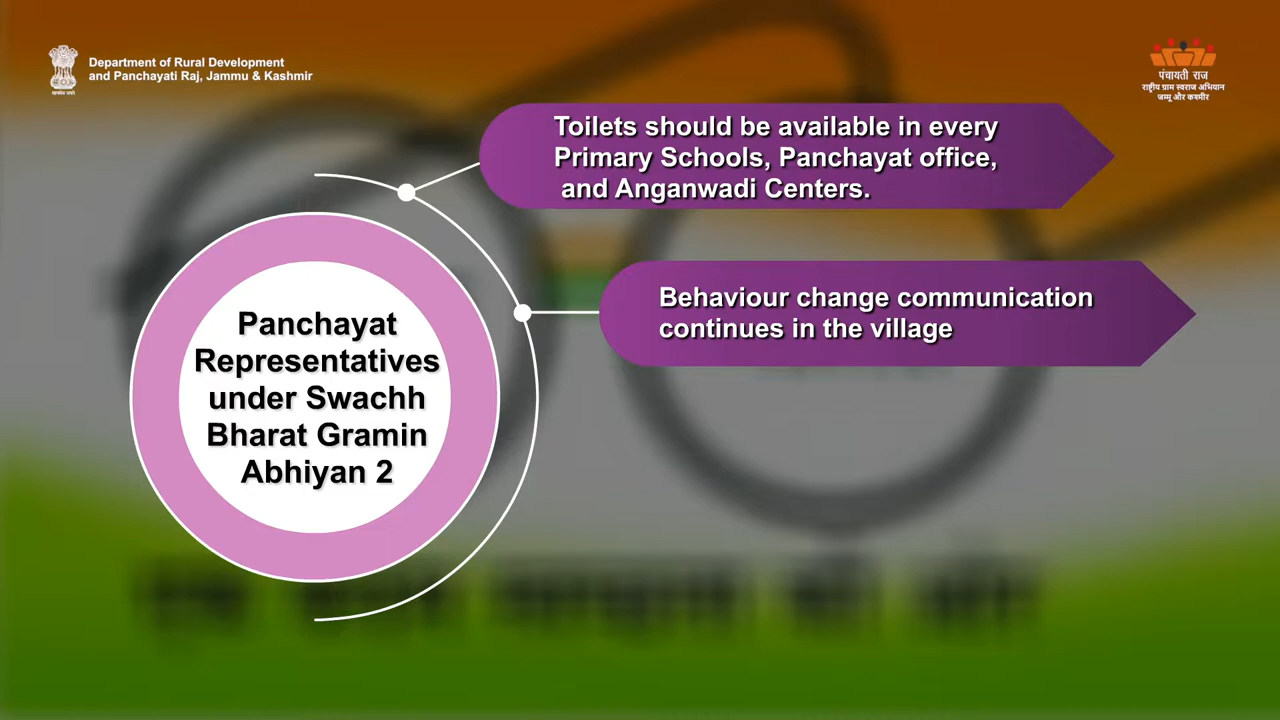 Department of Rural Development
and Panchayati Raj, Jammu & Kashmir
पंचायती राज
राष्ट्रीय ग्राम स्वराज अभियान
जम्मू और कश्मीर
Toilets should be available in every
Primary Schools, Panchayat office,
and Anganwadi Centers.
Behaviour change communication
continues in the village
Panchayat
Representatives
under Swachh
Bharat Gramin
Abhiyan 2